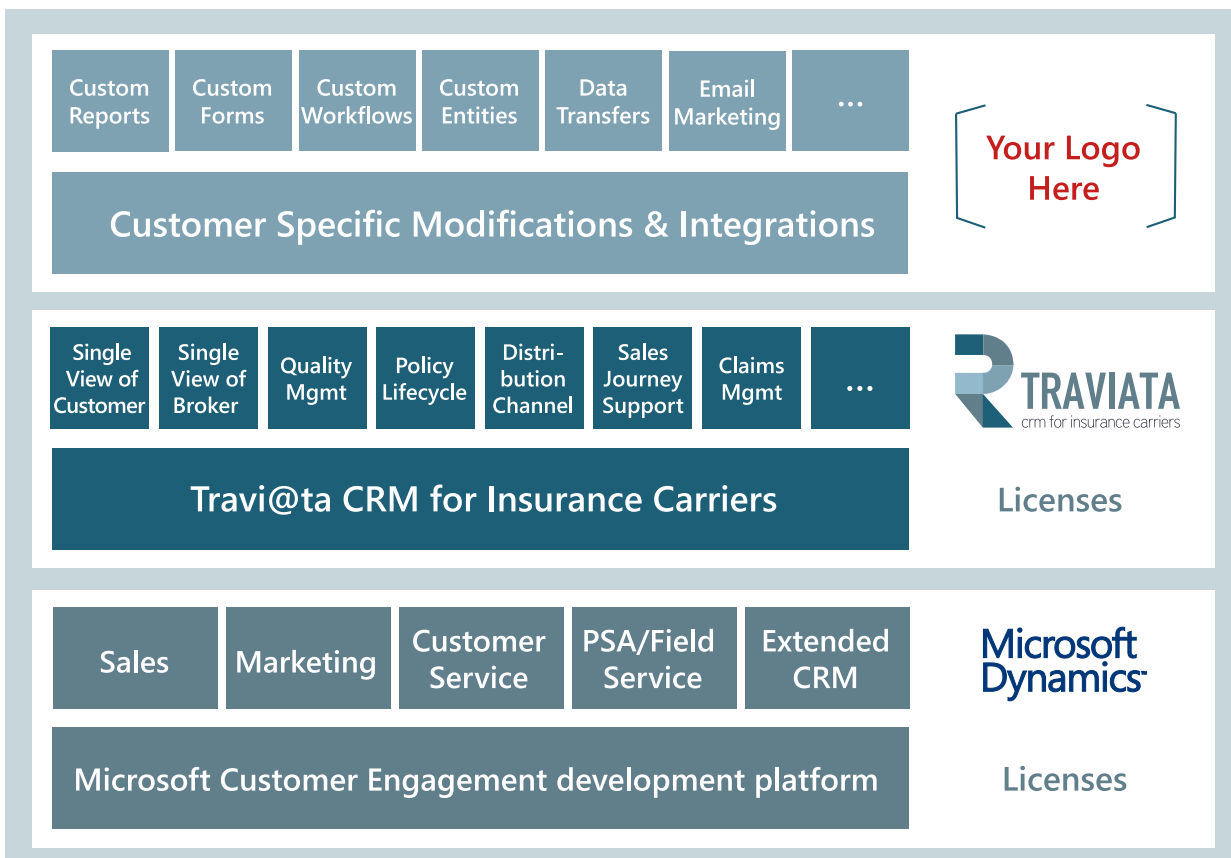 Custom
Reports
Custom
Forms
Custom
Workflows
Custom
Entities
Data
Transfers
Email
Marketing
...
Customer Specific Modifications & Integrations
Your Logo
Here
Single
View of
Customer
Single
View of
Broker
Quality
Mgmt
Policy
Lifecycle
Distri-
bution
Channel
Sales
Journey
Support
Claims
Mgmt
...
Travi@ta CRM for Insurance Carriers
TRAVIATA
crm for insurance carriers
Licenses
Sales
Marketing
Customer
Service
PSA/Field
Service
Extended
CRM
Microsoft Customer Engagement development platform
Microsoft
Dynamics™
Licenses